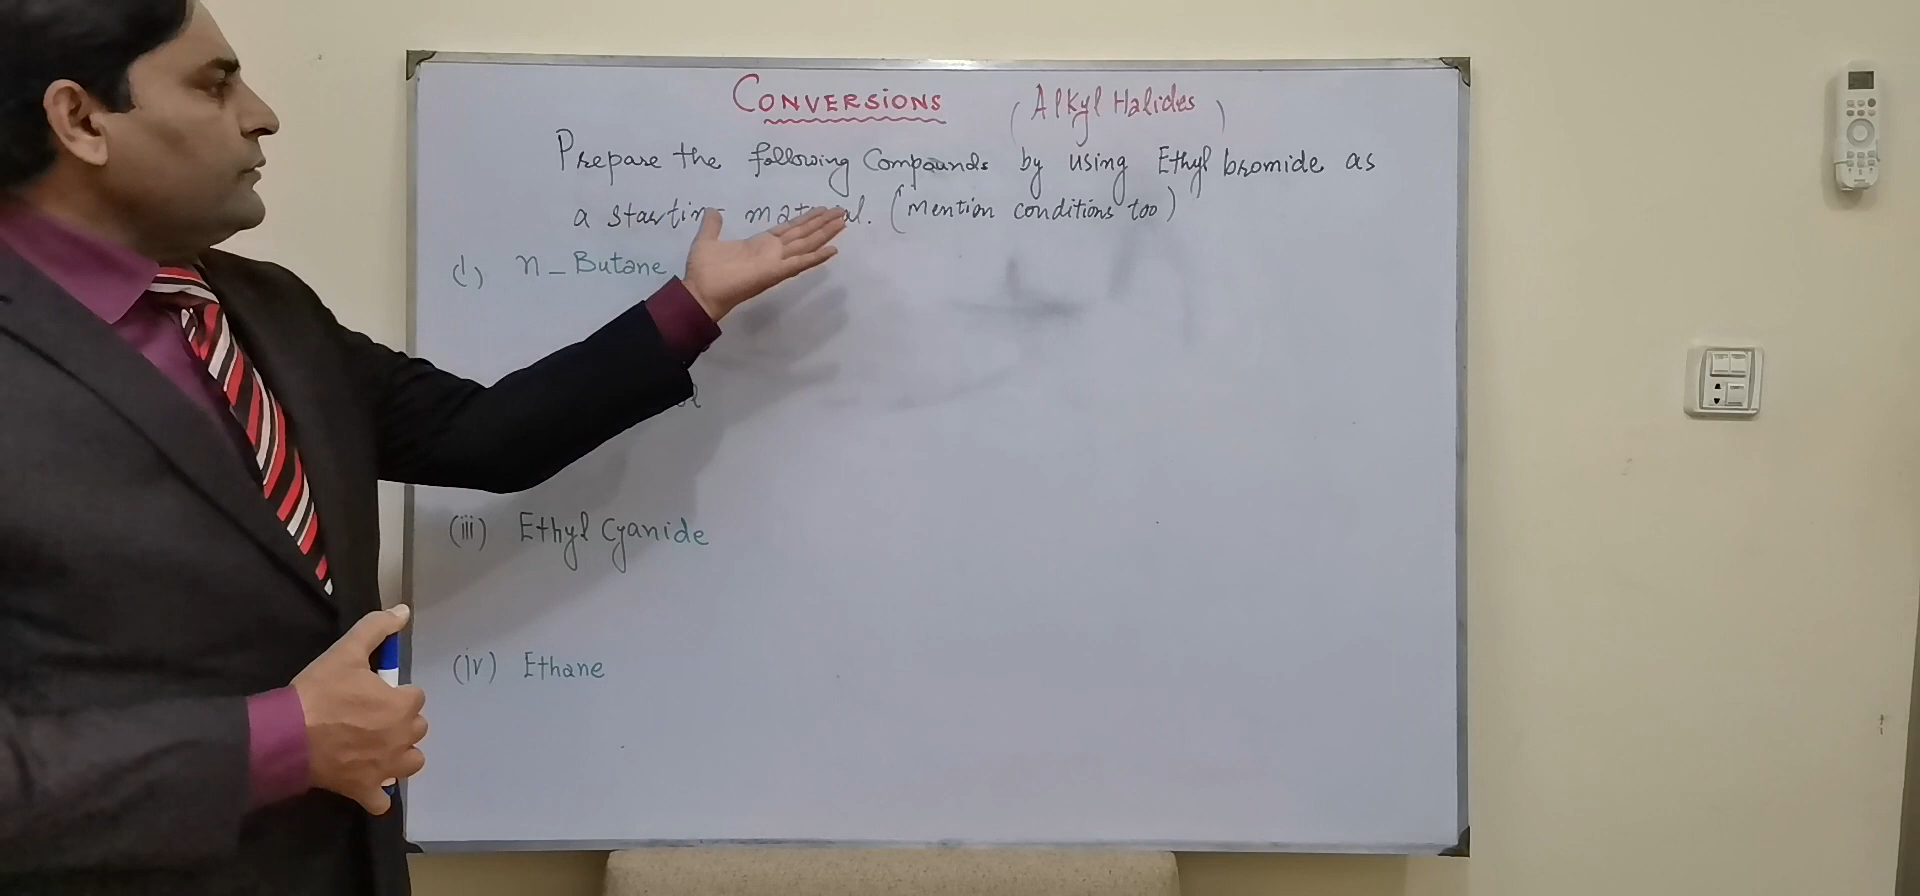 CONVERSIONS (Alkyl Halides)
Prepare the following Compounds by using Ethyl bromide as
a starting material. (Mention conditions too)
(i) n-Butane
(iii) Ethyl Cyanide
(iv) Ethane